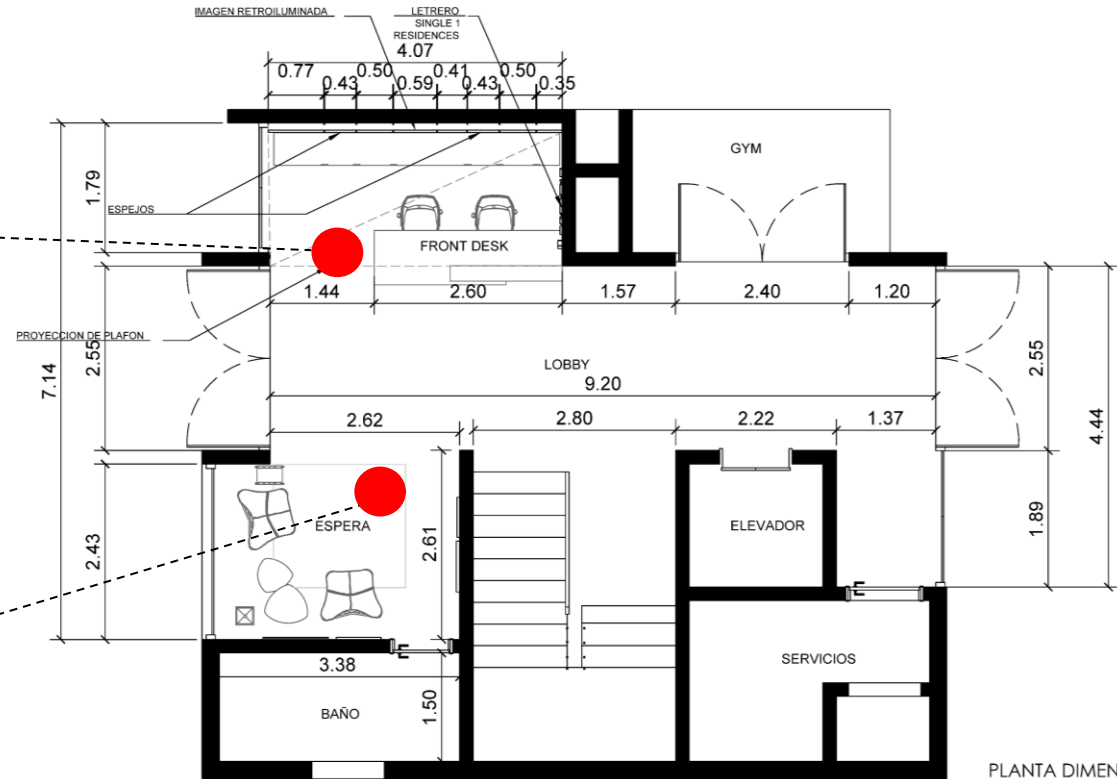 IMAGEN RETROILUMINADA
LETRERO
SINGLE 1
RESIDENCES
4.07
0.77
0.50
0.41
0.50
0.43
0.59
0.43
0.35
GYM
1.79
ESPEJOS
FRONT DESK
1.44
2.60
1.57
2.40
1.20
PROYECCION DE PLAFON
2.55
7.14
LOBBY
9.20
2.55
4.44
2.62
2.80
2.22
1.37
ESPERA
2.61
2.43
ELEVADOR
1.89
3.38
SERVICIOS
BAÑO
1.50
PLANTA DIMEN